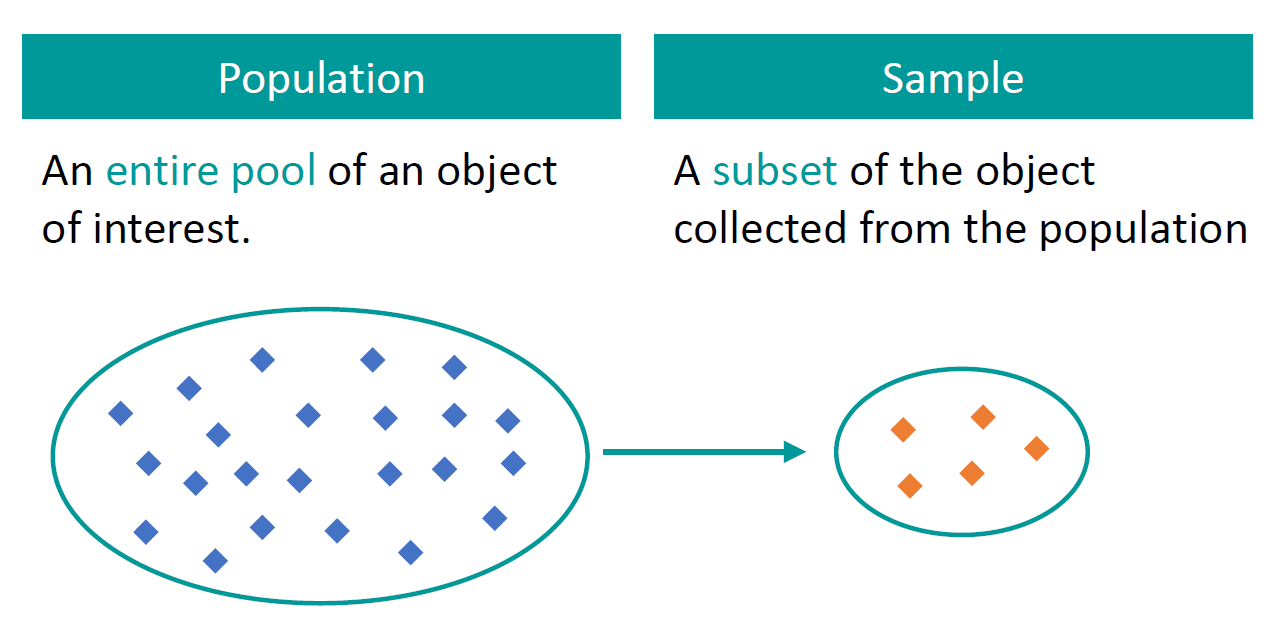 Population
An entire pool of an object
of interest.
Sample
A subset of the object
collected from the population